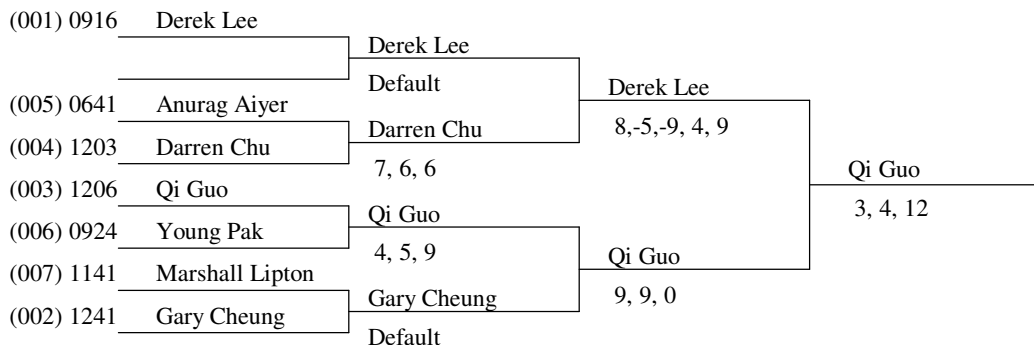 (001) 0916 Derek Lee
Derek Lee
Default
Derek Lee
(005) 0641 Anurag Aiyer
8,-5,-9, 4, 9
Darren Chu
(004) 1203 Darren Chu
7, 6, 6
Qi Guo
(003) 1206 Qi Guo
3, 4, 12
Qi Guo
(006) 0924 Young Pak
4, 5, 9
Qi Guo
(007) 1141 Marshall Lipton
9, 9, 0
Gary Cheung
(002) 1241 Gary Cheung
Default